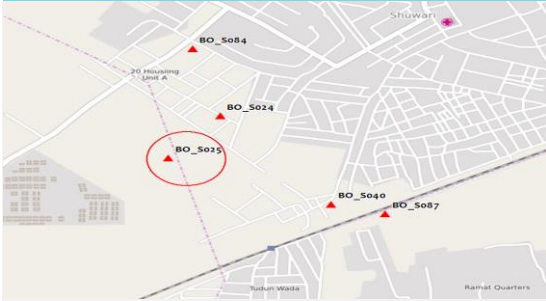 Shuwari
BO_S084
20 Housing
Unit A
BO_S024
BO_S025
BO_S040
BO_S087
Tudun Wada
Ramat Quarters